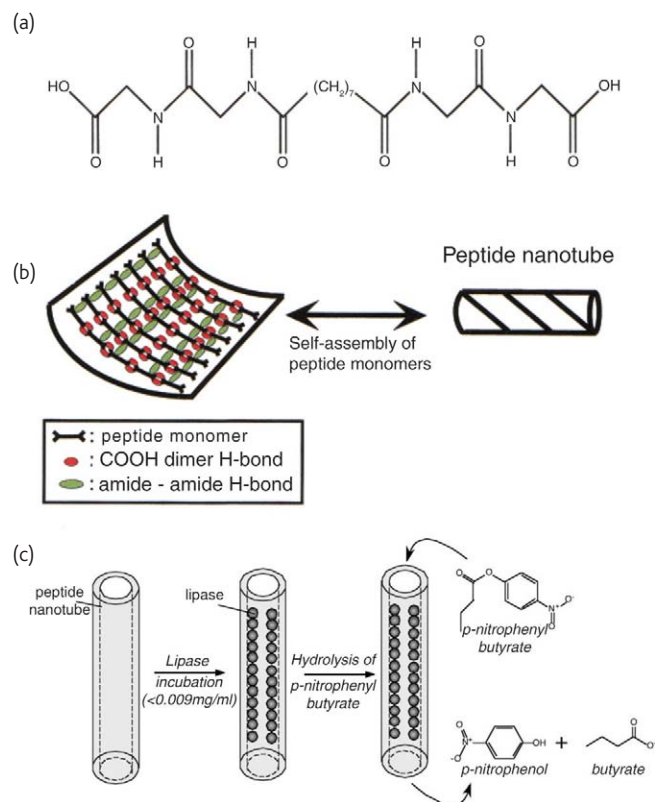 (a)
HO
O
N
H
O
H
N
O
(CH2)7
O
H
N
O
N
H
O
OH
(b)
Peptide nanotube
Self-assembly of
peptide monomers
: peptide monomer
: COOH dimer H-bond
: amide - amide H-bond
(c)
peptide
nanotube
lipase
Lipase
incubation
(<0.009mg/ml)
Hydrolysis of
p-nitrophenyl
butyrate
O
O
N+
O-
O
p-nitrophenyl
butyrate
O
N+
-O
OH
+
O
O-
p-nitrophenol
butyrate